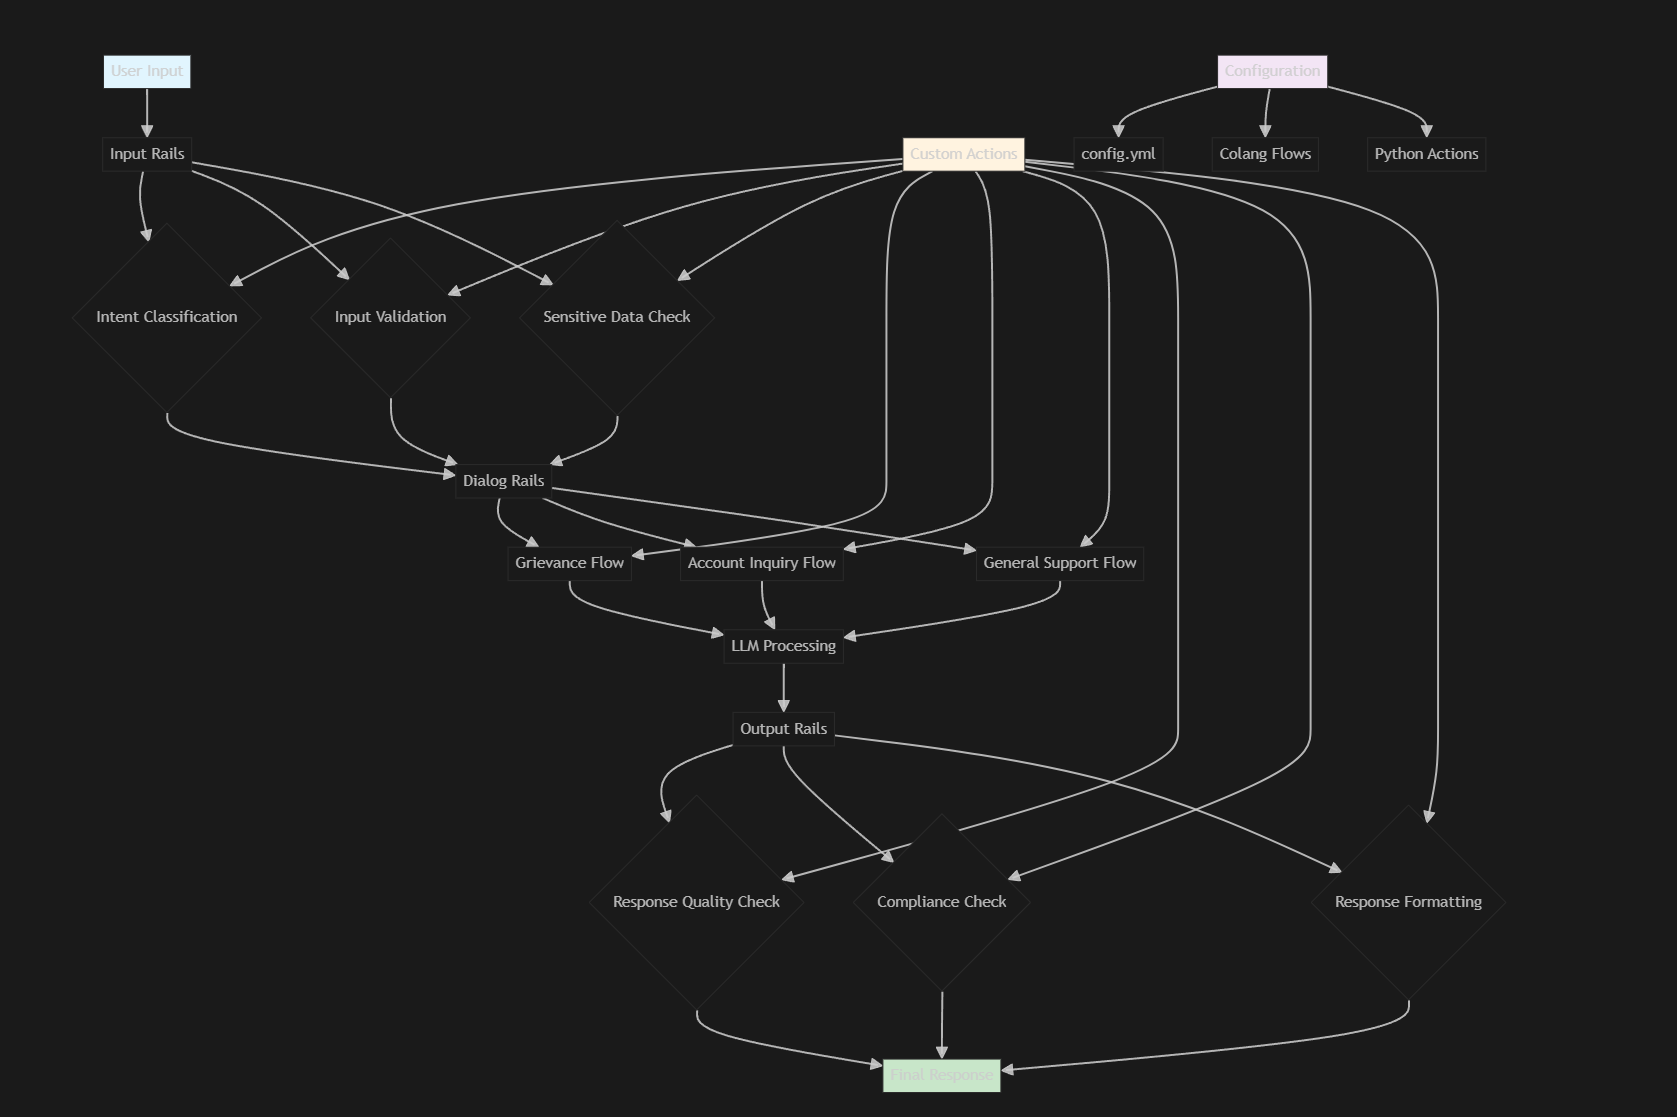 User Input
Configuration
Input Rails
Custom Actions
config.yml
Colang Flows
Python Actions
Intent Classification
Input Validation
Sensitive Data Check
Dialog Rails
Grievance Flow
Account Inquiry Flow
General Support Flow
LLM Processing
Output Rails
Response Quality Check
Compliance Check
Response Formatting
Final Response